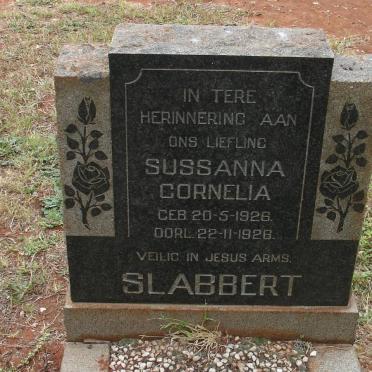 IN TERE
HERINNERING AAN
ONS LIEFLING
SUSSANNA
CORNELIA
GEB 20-5-1926.
OORL. 22-11-1926.
VEILIG IN JESUS ARMS.
SLABBERT